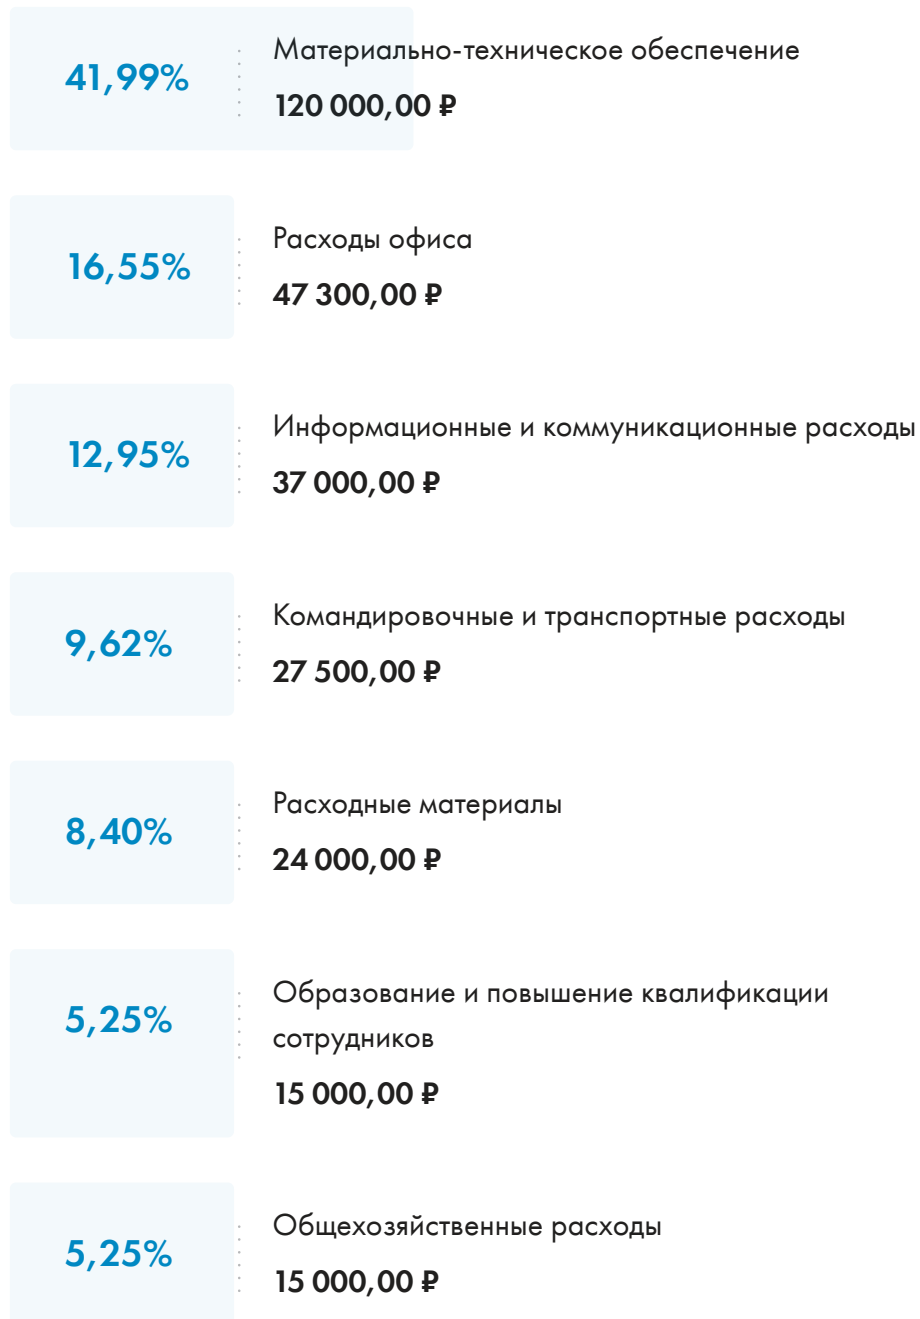 41,99%
Материально-техническое обеспечение
120 000,00 ₽
16,55%
Расходы офиса
47 300,00 ₽
12,95%
Информационные и коммуникационные расходы
37 000,00 ₽
9,62%
Командировочные и транспортные расходы
27 500,00 ₽
8,40%
Расходные материалы
24 000,00 ₽
5,25%
Образование и повышение квалификации
сотрудников
15 000,00 ₽
5,25%
Общехозяйственные расходы
15 000,00 ₽